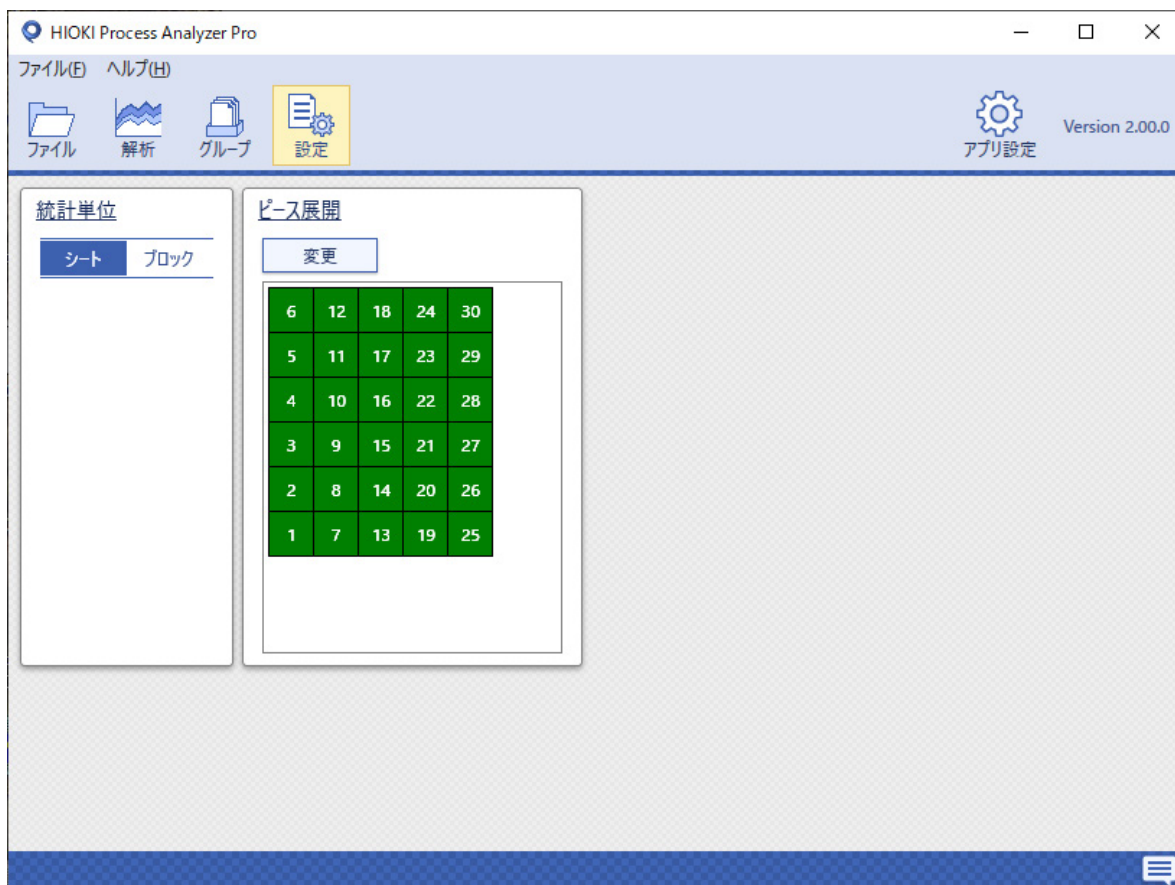 HIOKI Process Analyzer Pro
ファイル(F) ヘルプ(H)
ファイル 解析 グループ 設定 アプリ設定 Version 2.00.0
統計単位
シート ブロック
ピース展開
変更
6 12 18 24 30
5 11 17 23 29
4 10 16 22 28
3 9 15 21 27
2 8 14 20 26
1 7 13 19 25